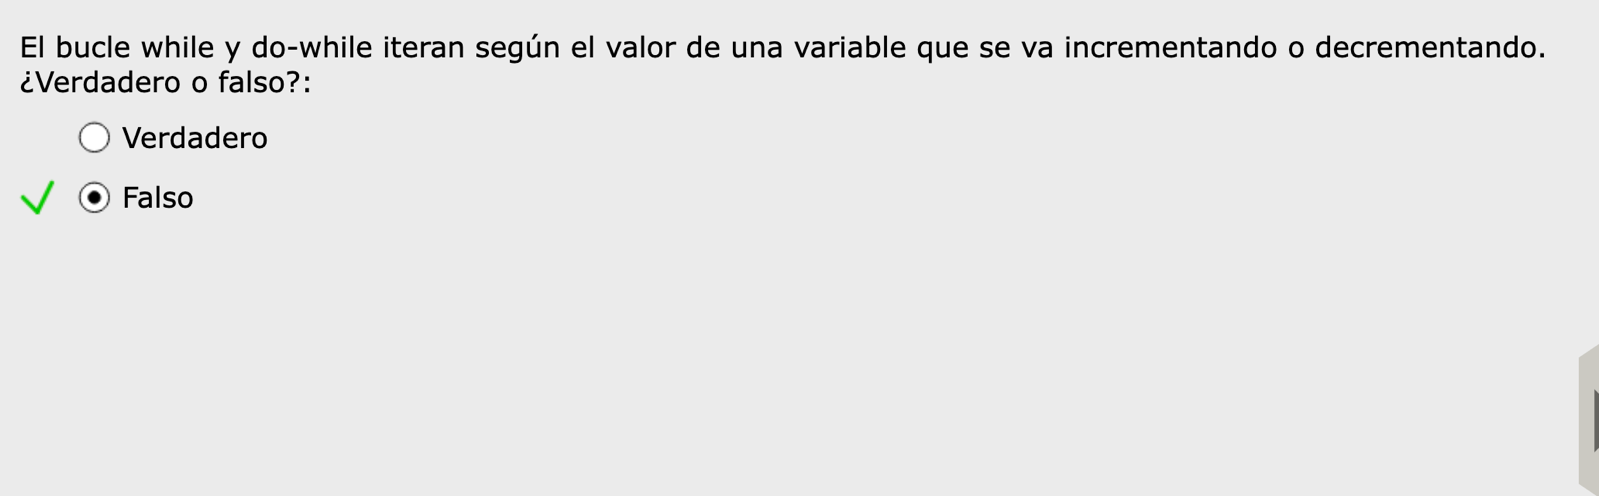 El bucle while y do-while iteran según el valor de una variable que se va incrementando o decrementando.
¿Verdadero o falso?:
Verdadero
Falso